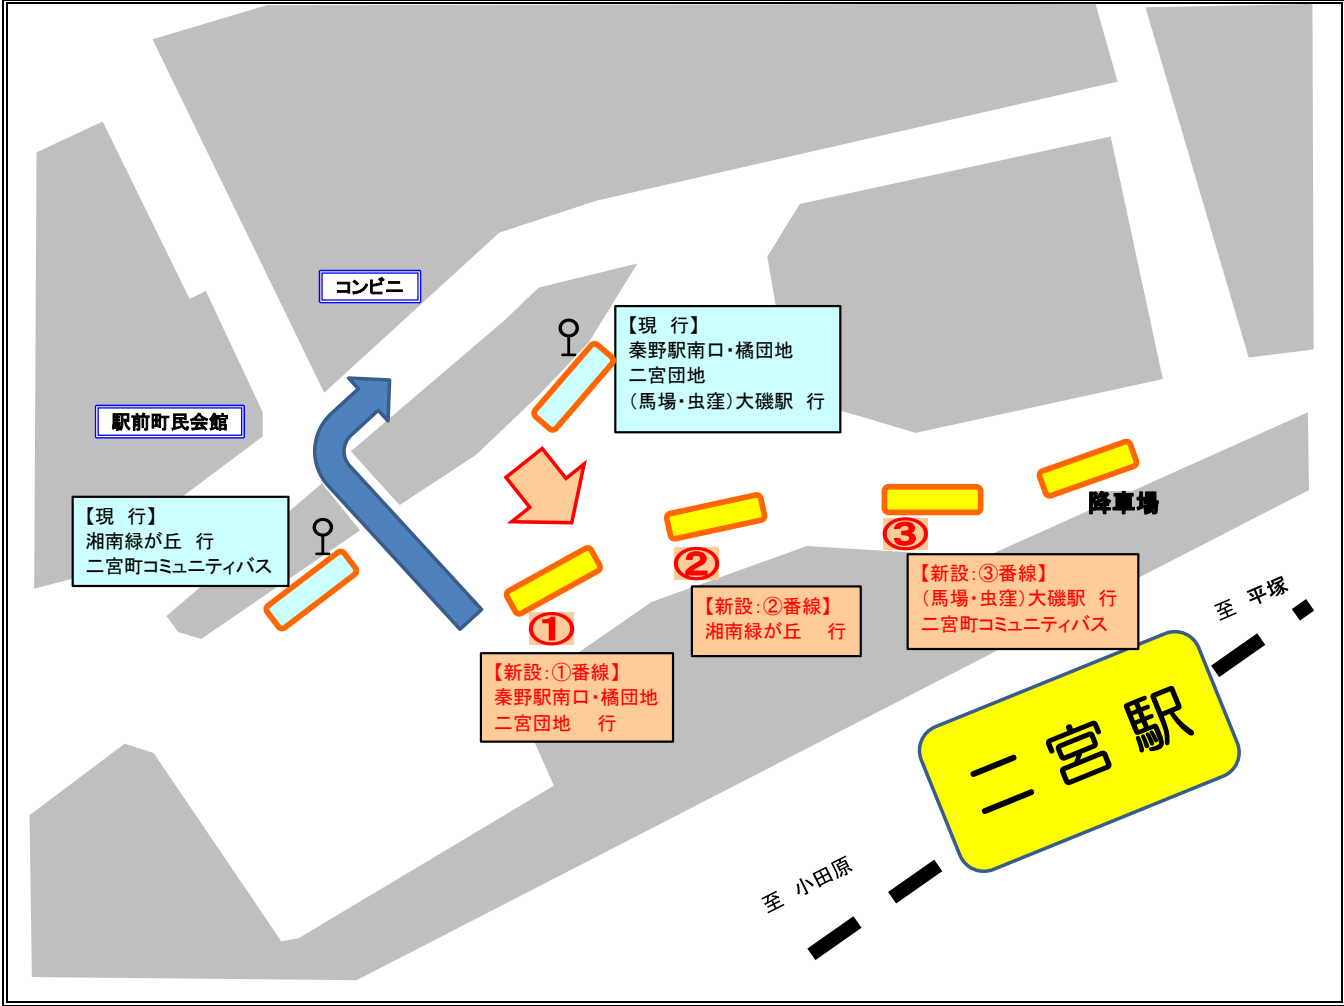 コンビニ
【現　行】
秦野駅南口・橘団地
二宮団地
(馬場・虫窪)大磯駅　行
駅前町民会館
【現　行】
湘南緑が丘　行
二宮町コミュニティバス
降車場
①
②
③
【新設：①番線】
秦野駅南口・橘団地
二宮団地　行
【新設：②番線】
湘南緑が丘　行
【新設：③番線】
(馬場・虫窪)大磯駅　行
二宮町コミュニティバス
至　平塚
二宮駅
至　小田原